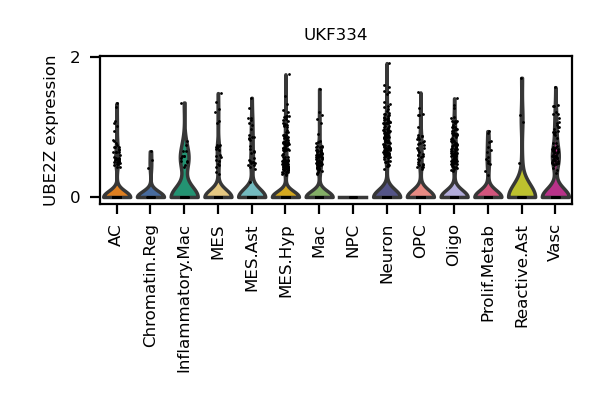 UKF334
UBE2Z expression
2
0
AC
Chromatin.Reg
Inflammatory.Mac
MES
MES.Ast
MES.Hyp
Mac
NPC
Neuron
OPC
Oligo
Prolif.Metab
Reactive.Ast
Vasc